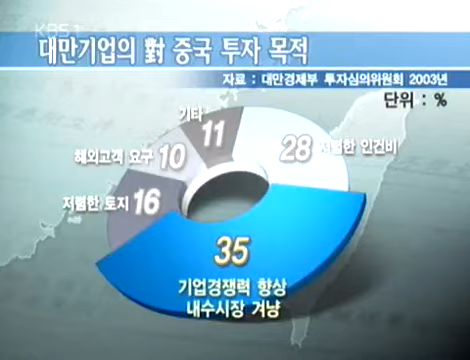 KBS 1
대만기업의 對 중국 투자 목적
자료 : 대만경제부 투자심의위원회 2003년
단위 : %
기타
11
28 저렴한 인건비
해외고객 요구 10
저렴한 토지 16
35
기업경쟁력 향상
내수시장 겨냥